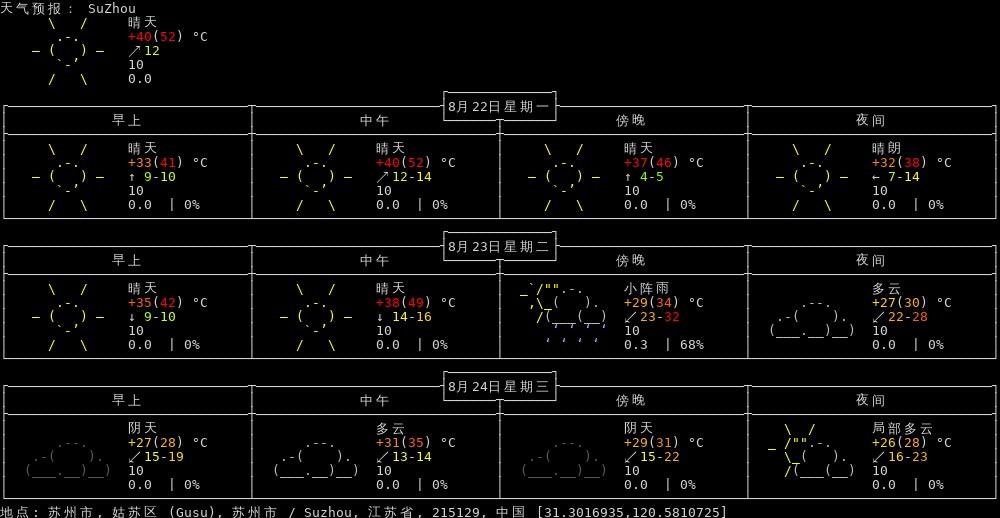 天气预报: SuZhou
晴天
+40(52) °C
↗ 12
10
0.0
8月22日星期一
早上 中午 傍晚 夜间
晴天 晴天 晴天 晴朗
+33(41) °C +40(52) °C +37(46) °C +32(38) °C
↑ 9-10 ↗ 12-14 ↑ 4-5 ← 7-14
10 10 10 10
0.0 | 0% 0.0 | 0% 0.0 | 0% 0.0 | 0%
8月23日星期二
早上 中午 傍晚 夜间
晴天 晴天 小阵雨 多云
+35(42) °C +38(49) °C +29(34) °C +27(30) °C
↓ 9-10 ↓ 14-16 ↙ 23-32 ↙ 22-28
10 10 10 10
0.0 | 0% 0.0 | 0% 0.3 | 68% 0.0 | 0%
8月24日星期三
早上 中午 傍晚 夜间
阴天 多云 阴天 局部多云
+27(28) °C +31(35) °C +29(31) °C +26(28) °C
↙ 15-19 ↙ 13-14 ↙ 15-22 ↙ 16-23
10 10 10 10
0.0 | 0% 0.0 | 0% 0.0 | 0% 0.0 | 0%
地点: 苏州市, 姑苏区 (Gusu), 苏州市 / Suzhou, 江苏省, 215129, 中国 [31.3016935,120.5810725]